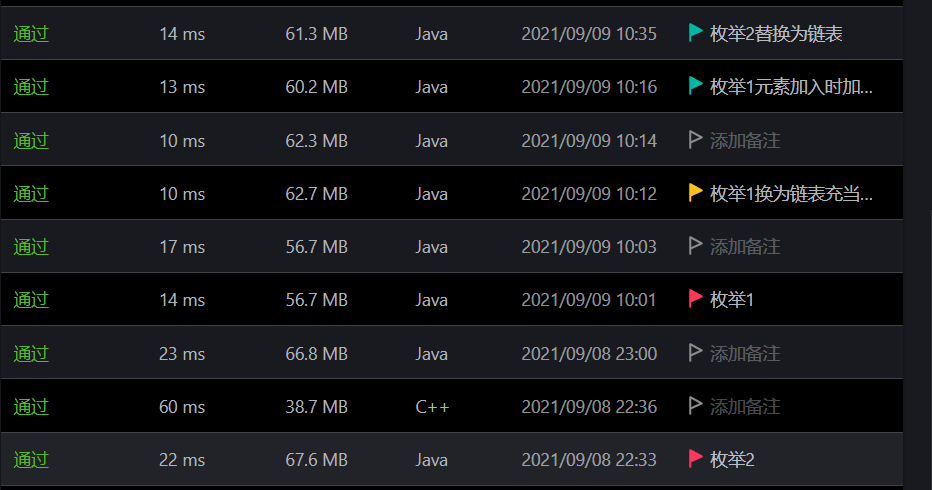 通过 14 ms 61.3 MB Java 2021/09/09 10:35 枚举2替换为链表
通过 13 ms 60.2 MB Java 2021/09/09 10:16 枚举1元素加入时加...
通过 10 ms 62.3 MB Java 2021/09/09 10:14 添加备注
通过 10 ms 62.7 MB Java 2021/09/09 10:12 枚举1换为链表充当...
通过 17 ms 56.7 MB Java 2021/09/09 10:03 添加备注
通过 14 ms 56.7 MB Java 2021/09/09 10:01 枚举1
通过 23 ms 66.8 MB Java 2021/09/08 23:00 添加备注
通过 60 ms 38.7 MB C++ 2021/09/08 22:36 添加备注
通过 22 ms 67.6 MB Java 2021/09/08 22:33 枚举2